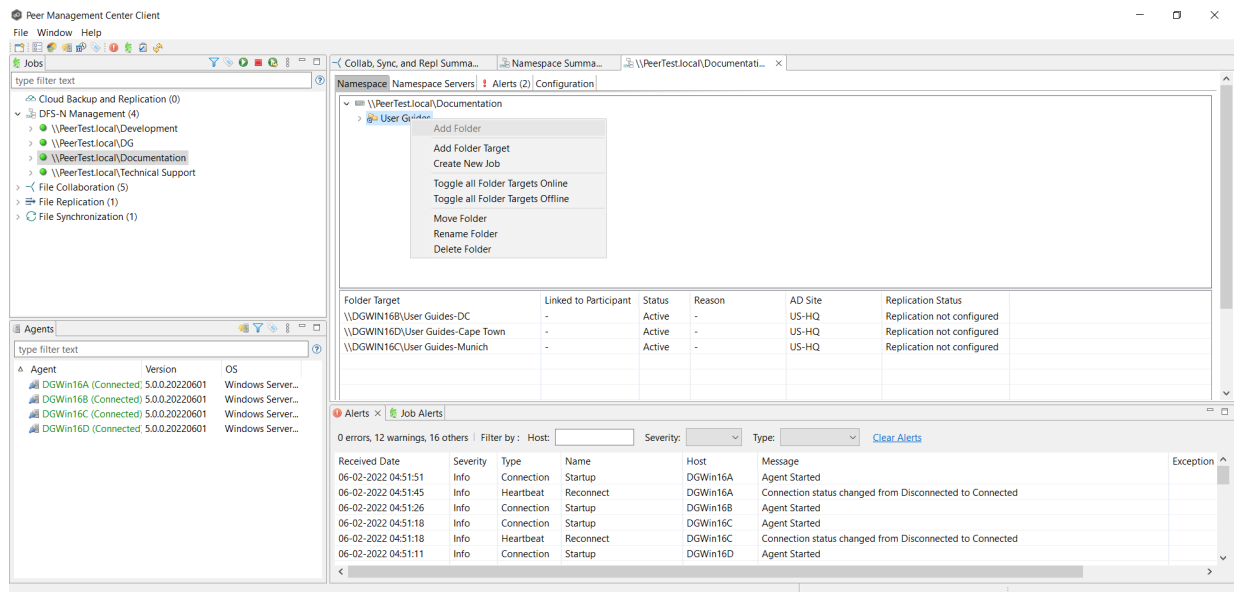 Peer Management Center Client
File Window Help
Jobs
type filter text
Cloud Backup and Replication (0)
DFS-N Management (4)
\\PeerTest.local\Development
\\PeerTest.local\DG
\\PeerTest.local\Documentation
\\PeerTest.local\Technical Support
File Collaboration (5)
File Replication (1)
File Synchronization (1)
Agents
type filter text
Agent Version OS
DGWin16A (Connected) 5.0.0.20220601 Windows Server...
DGWin16B (Connected) 5.0.0.20220601 Windows Server...
DGWin16C (Connected) 5.0.0.20220601 Windows Server...
DGWin16D (Connected) 5.0.0.20220601 Windows Server...
Collab, Sync, and Repl Summa... Namespace Summa... \\PeerTest.local\Documentati...
Namespace Namespace Servers Alerts (2) Configuration
\\PeerTest.local\Documentation
User Guides
Add Folder
Add Folder Target
Create New Job
Toggle all Folder Targets Online
Toggle all Folder Targets Offline
Move Folder
Rename Folder
Delete Folder
Folder Target Linked to Participant Status Reason AD Site Replication Status
\\DGWIN16B\User Guides-DC - Active - US-HQ Replication not configured
\\DGWIN16D\User Guides-Cape Town - Active - US-HQ Replication not configured
\\DGWIN16C\User Guides-Munich - Active - US-HQ Replication not configured
Alerts Job Alerts
0 errors, 12 warnings, 16 others Filter by : Host: Severity: Type: Clear Alerts
Received Date Severity Type Name Host Message Exception
06-02-2022 04:51:51 Info Connection Startup DGWin16A Agent Started
06-02-2022 04:51:45 Info Heartbeat Reconnect DGWin16A Connection status changed from Disconnected to Connected
06-02-2022 04:51:26 Info Connection Startup DGWin16B Agent Started
06-02-2022 04:51:18 Info Connection Startup DGWin16C Agent Started
06-02-2022 04:51:18 Info Heartbeat Reconnect DGWin16C Connection status changed from Disconnected to Connected
06-02-2022 04:51:11 Info Connection Startup DGWin16D Agent Started